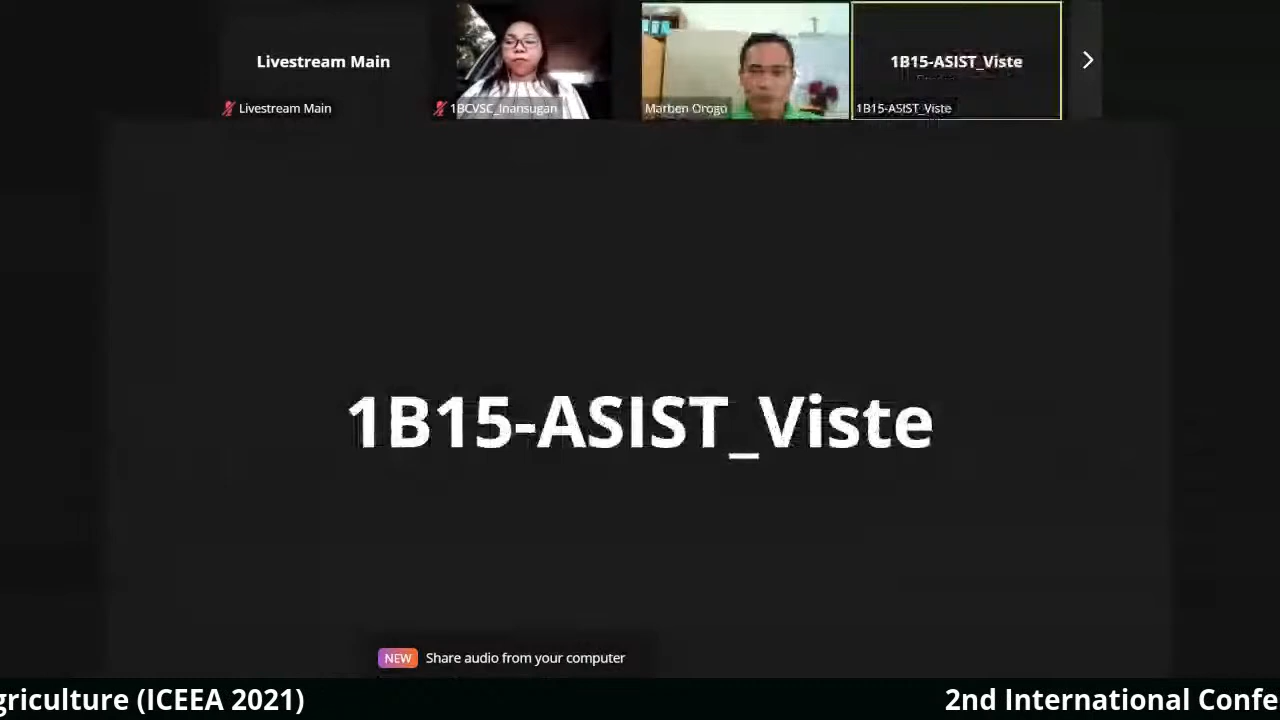 Livestream Main
Livestream Main
1BCVSC_Inansugan
Marben Orogo
1B15-ASIST_Viste
1B15-ASIST_Viste
1B15-ASIST_Viste
NEW Share audio from your computer
griculture (ICEEA 2021)
2nd International Confe